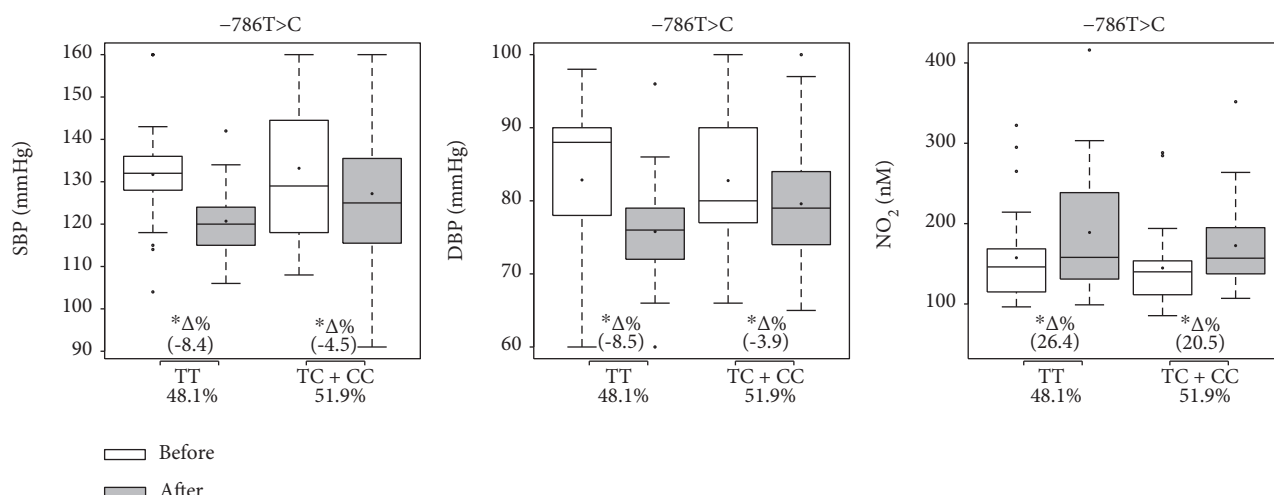 −786T>C
SBP (mmHg)
160
150
140
130
120
110
100
90
*Δ%
(-8.4)
*Δ%
(-4.5)
TT
48.1%
TC + CC
51.9%
−786T>C
DBP (mmHg)
100
90
80
70
60
*Δ%
(-8.5)
*Δ%
(-3.9)
TT
48.1%
TC + CC
51.9%
−786T>C
NO2 (nM)
400
300
200
100
*Δ%
(26.4)
*Δ%
(20.5)
TT
48.1%
TC + CC
51.9%
Before
After